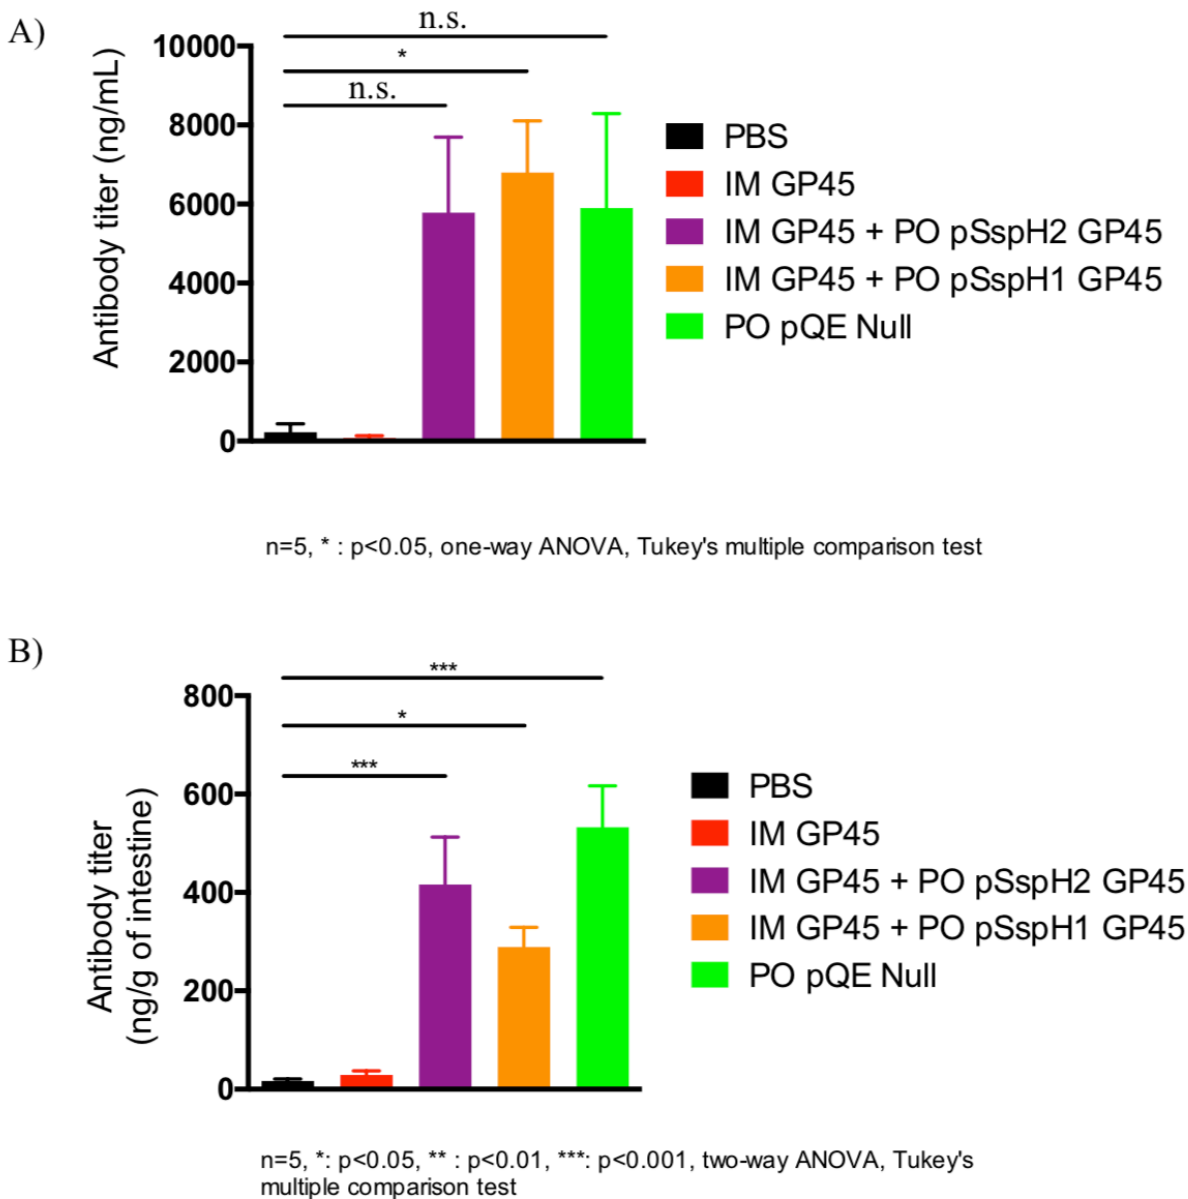 A)
n.s.
*
n.s.
Antibody titer (ng/mL)
10000
8000
6000
4000
2000
0
PBS
IM GP45
IM GP45 + PO pSspH2 GP45
IM GP45 + PO pSspH1 GP45
PO pQE Null
n=5, * : p<0.05, one-way ANOVA, Tukey's multiple comparison test
B)
***
*
***
Antibody titer
(ng/g of intestine)
800
600
400
200
0
PBS
IM GP45
IM GP45 + PO pSspH2 GP45
IM GP45 + PO pSspH1 GP45
PO pQE Null
n=5, *: p<0.05, ** : p<0.01, ***: p<0.001, two-way ANOVA, Tukey's
multiple comparison test